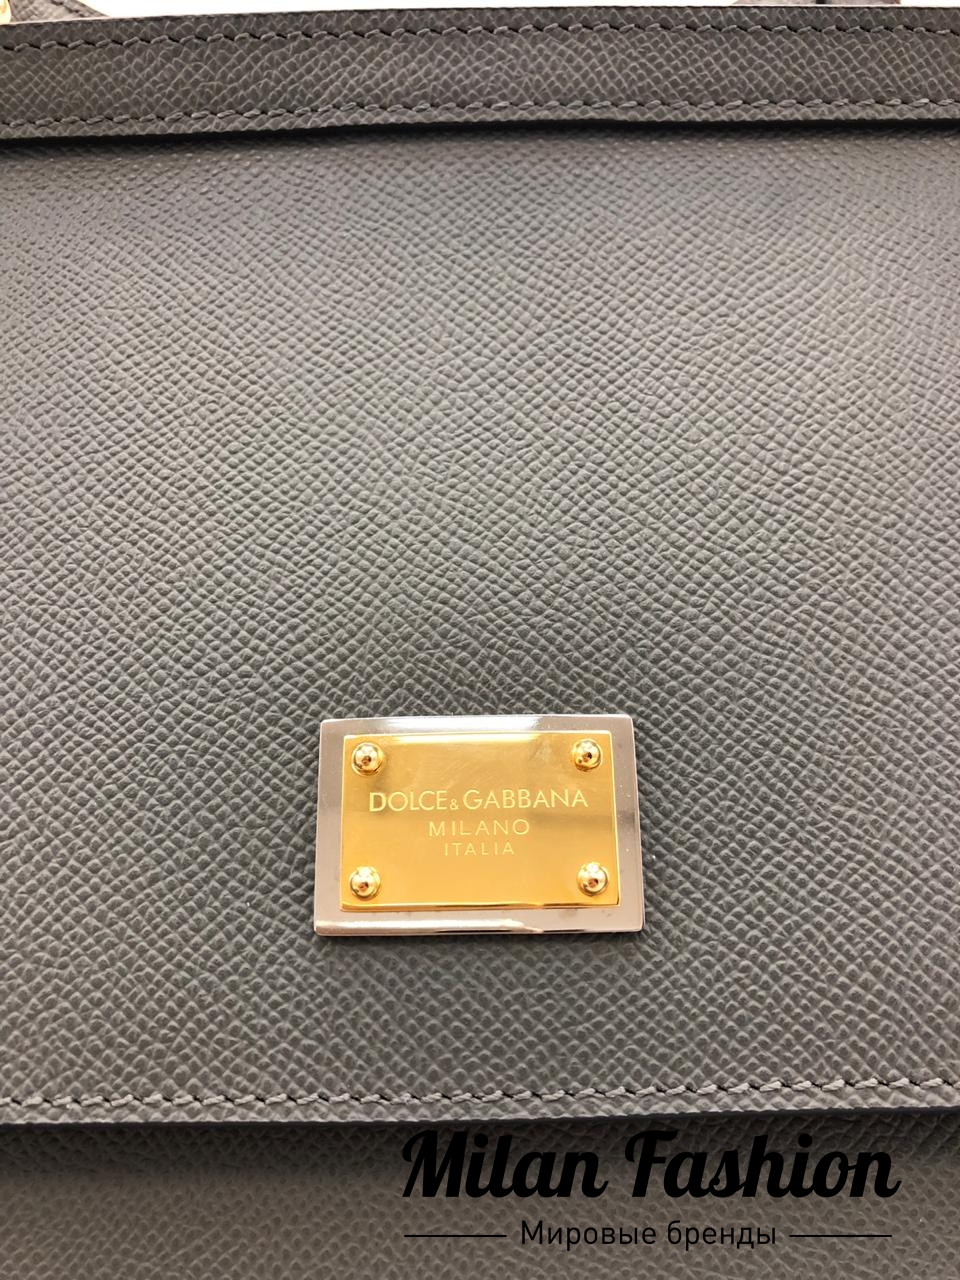 DOLCE&GABBANA
MILANO
ITALIA
Milan Fashion
Мировые бренды